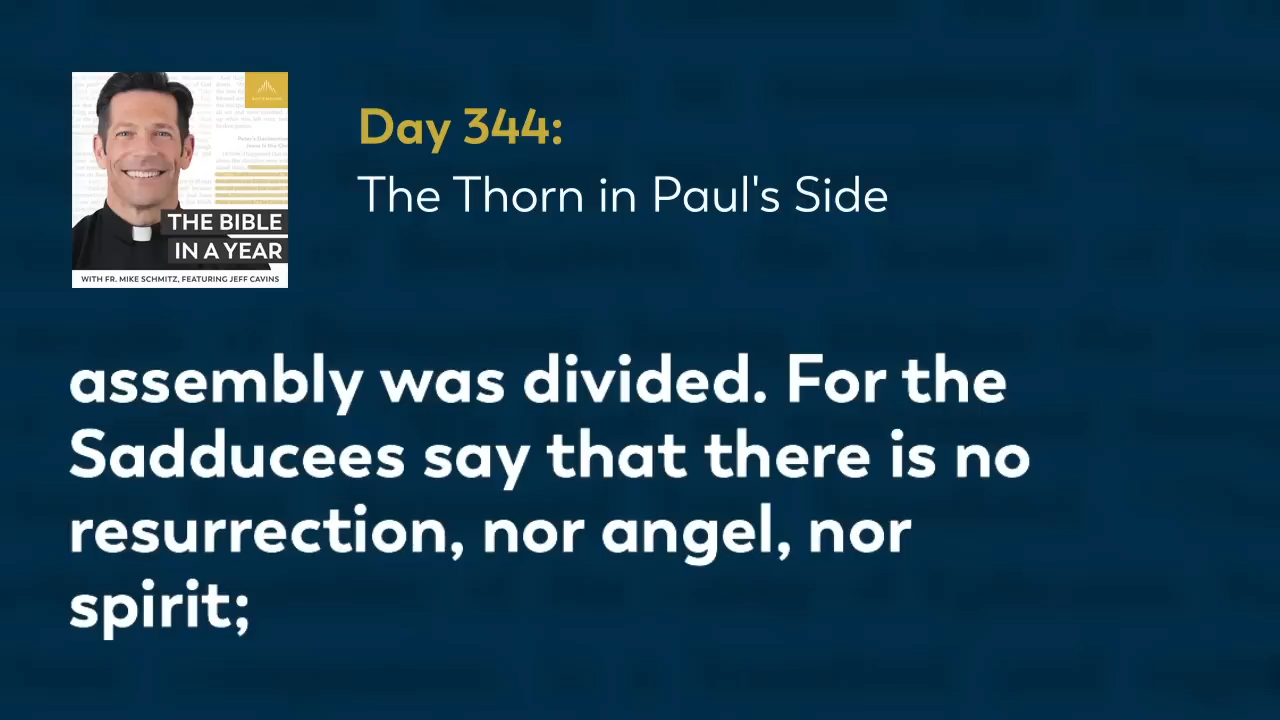 Day 344:
The Thorn in Paul's Side
THE BIBLE
IN A YEAR
WITH FR. MIKE SCHMITZ, FEATURING JEFF CAVINS
assembly was divided. For the
Sadducees say that there is no
resurrection, nor angel, nor
spirit;